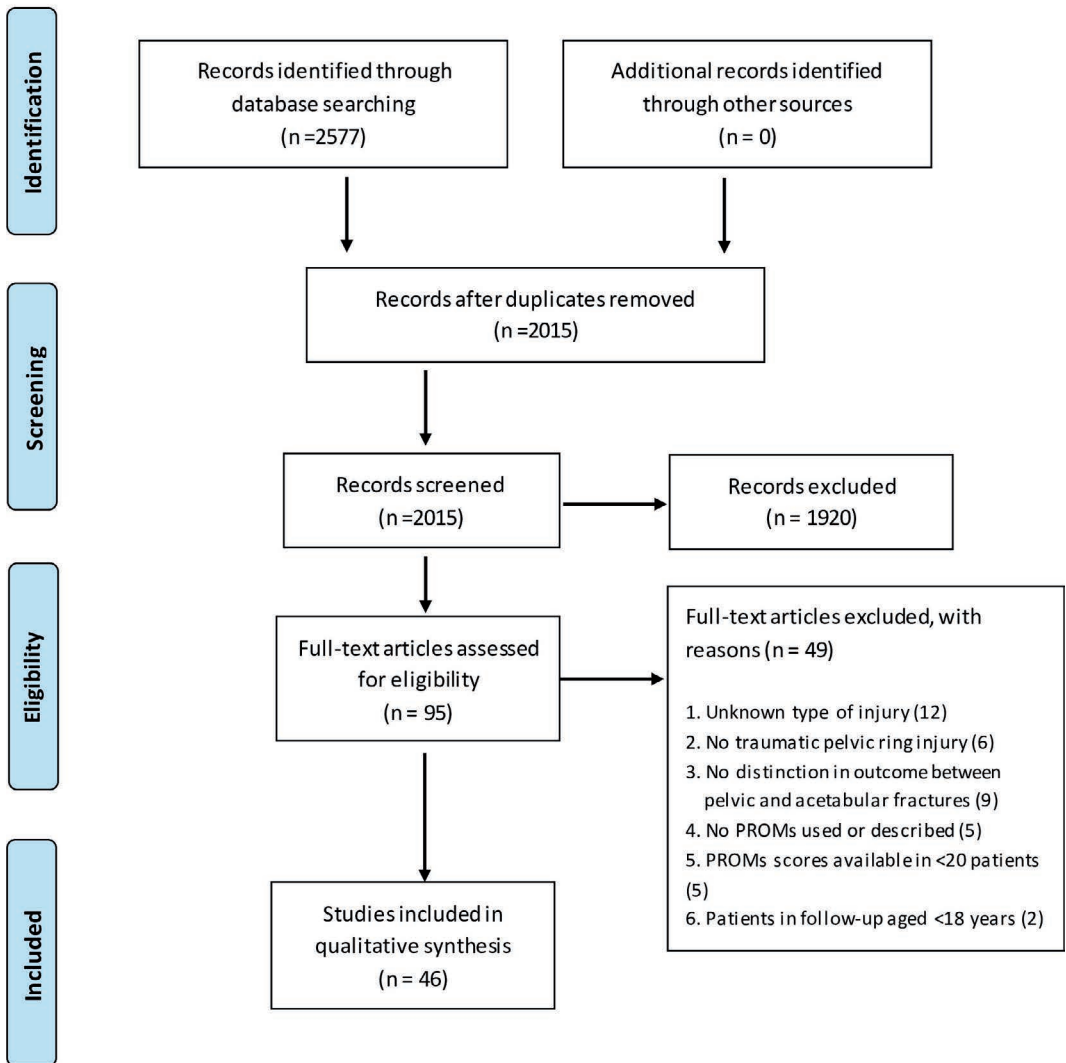 Identification
Records identified through
database searching
(n =2577)
Additional records identified
through other sources
(n = 0)
Screening
Records after duplicates removed
(n =2015)
Records screened
(n =2015)
Records excluded
(n = 1920)
Eligibility
Full-text articles assessed
for eligibility
(n = 95)
Full-text articles excluded, with
reasons (n = 49)
1. Unknown type of injury (12)
2. No traumatic pelvic ring injury (6)
3. No distinction in outcome between
pelvic and acetabular fractures (9)
4. No PROMs used or described (5)
5. PROMs scores available in <20 patients
(5)
6. Patients in follow-up aged <18 years (2)
Included
Studies included in
qualitative synthesis
(n = 46)